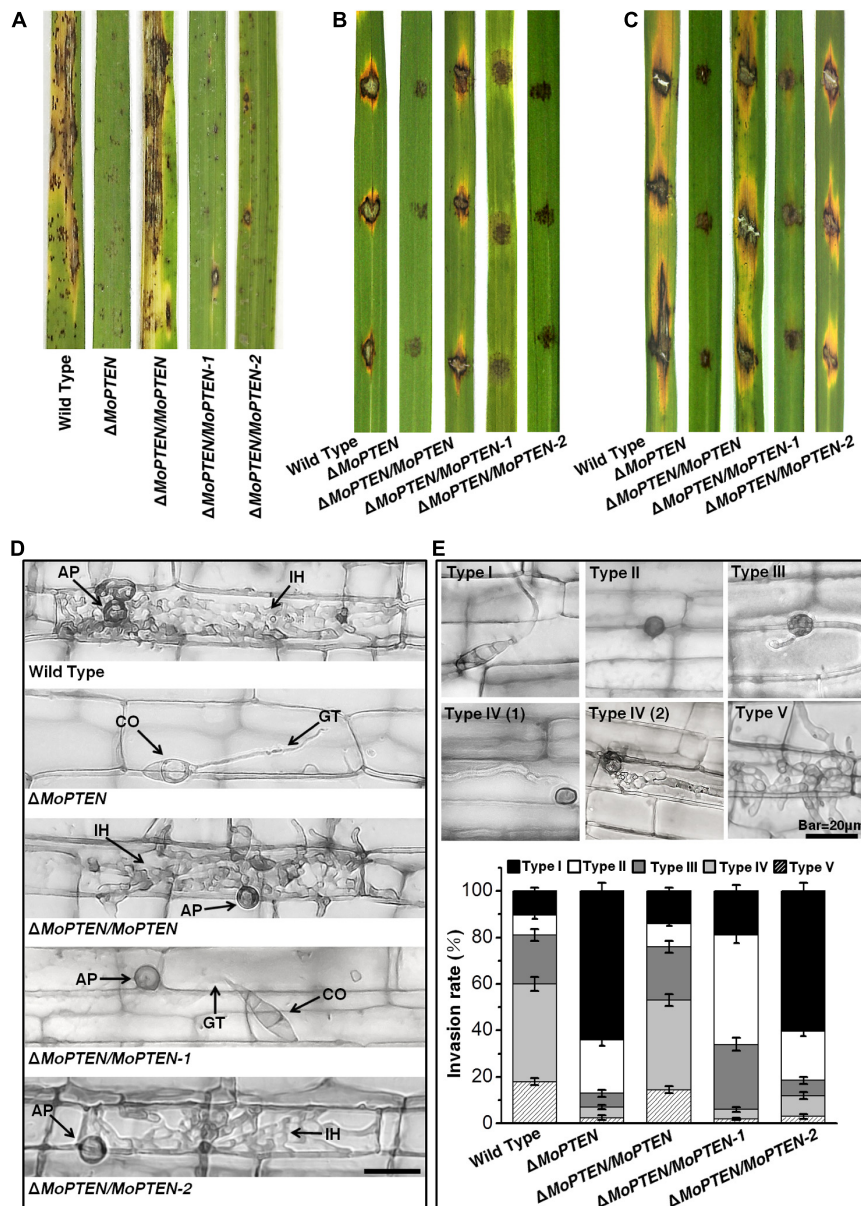 A
Wild Type
ΔMoPTEN
ΔMoPTEN/MoPTEN
ΔMoPTEN/MoPTEN-1
ΔMoPTEN/MoPTEN-2
B
Wild Type
ΔMoPTEN
ΔMoPTEN/MoPTEN
ΔMoPTEN/MoPTEN-1
ΔMoPTEN/MoPTEN-2
C
Wild Type
ΔMoPTEN
ΔMoPTEN/MoPTEN
ΔMoPTEN/MoPTEN-1
ΔMoPTEN/MoPTEN-2
D
AP
IH
Wild Type
CO
GT
ΔMoPTEN
IH
AP
ΔMoPTEN/MoPTEN
AP
GT
CO
ΔMoPTEN/MoPTEN-1
AP
IH
ΔMoPTEN/MoPTEN-2
E
Type I
Type II
Type III
Type IV (1)
Type IV (2)
Type V
Bar=20μm
Type I Type II Type III Type IV Type V
Invasion rate (%)
100
80
60
40
20
0
Wild Type
ΔMoPTEN
ΔMoPTEN/MoPTEN
ΔMoPTEN/MoPTEN-1
ΔMoPTEN/MoPTEN-2